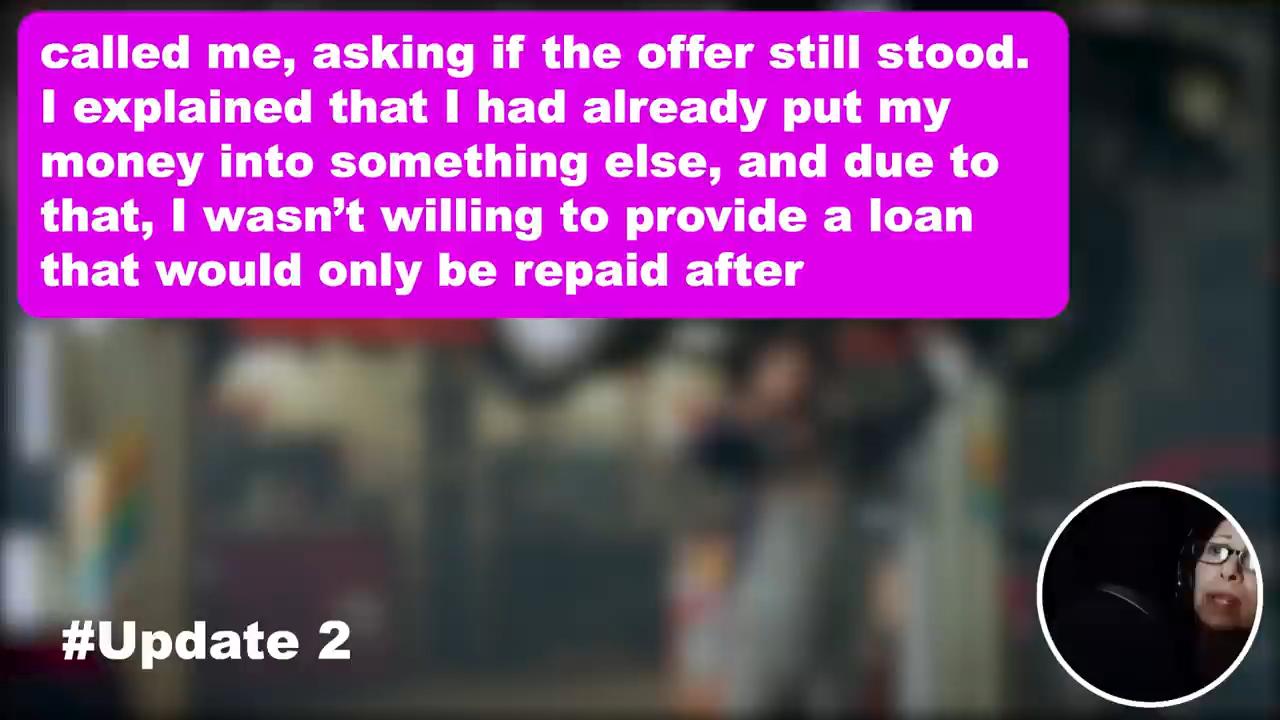 called me, asking if the offer still stood.
I explained that I had already put my
money into something else, and due to
that, I wasn’t willing to provide a loan
that would only be repaid after
#Update 2